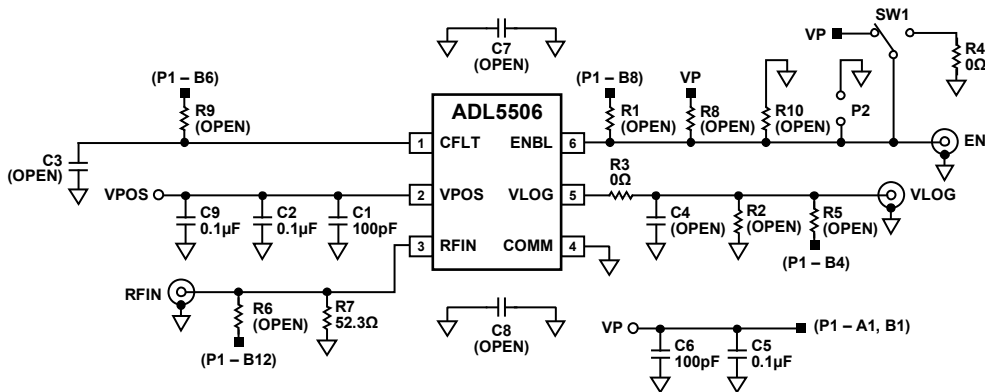 C7
(OPEN)
SW1
VP
R4
0Ω
(P1 – B6)
R9
(OPEN)
C3
(OPEN)
ADL5506
1 CFLT
ENBL 6
2 VPOS
VLOG 5
3 RFIN
COMM 4
(P1 – B8)
R1
(OPEN)
VP
R8
(OPEN)
R10
(OPEN)
P2
EN
VPOS
C9
0.1µF
C2
0.1µF
C1
100pF
R3
0Ω
C4
(OPEN)
R2
(OPEN)
R5
(OPEN)
(P1 – B4)
VLOG
RFIN
R6
(OPEN)
(P1 – B12)
R7
52.3Ω
C8
(OPEN)
VP
(P1 – A1, B1)
C6
100pF
C5
0.1µF